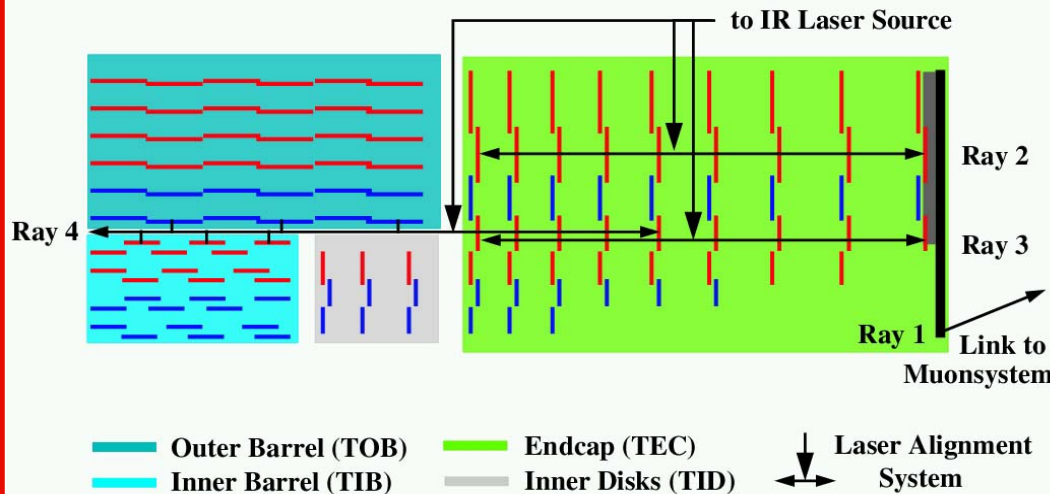 to IR Laser Source
Ray 2
Ray 4
Ray 3
Ray 1
Link to
Muonsystem
Outer Barrel (TOB)
Endcap (TEC)
Laser Alignment
Inner Barrel (TIB)
Inner Disks (TID)
System